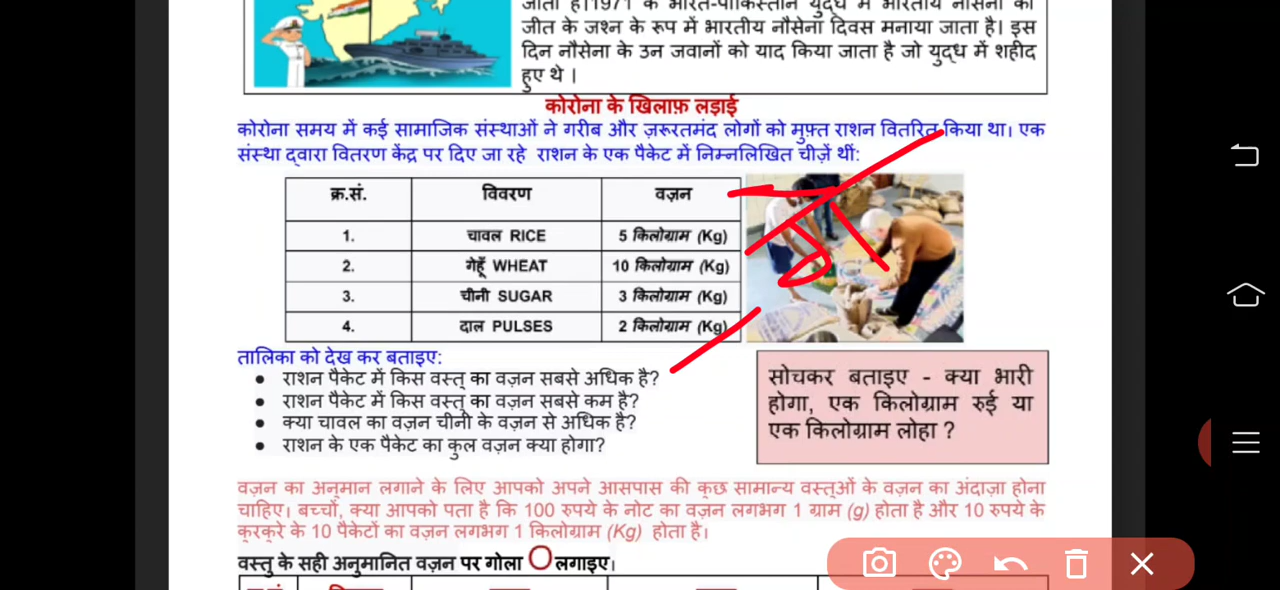 जीत के जश्न के रूप में भारतीय नौसेना दिवस मनाया जाता है। इस
दिन नौसेना के उन जवानों को याद किया जाता है जो युद्ध में शहीद
हुए थे ।
कोरोना के खिलाफ़ लड़ाई
कोरोना समय में कई सामाजिक संस्थाओं ने गरीब और ज़रूरतमंद लोगों को मुफ़्त राशन वितरित किया था। एक
संस्था द्वारा वितरण केंद्र पर दिए जा रहे राशन के एक पैकेट में निम्नलिखित चीज़ें थीं:
क्र.सं. विवरण वज़न
1. चावल RICE 5 किलोग्राम (Kg)
2. गेहूँ WHEAT 10 किलोग्राम (Kg)
3. चीनी SUGAR 3 किलोग्राम (Kg)
4. दाल PULSES 2 किलोग्राम (Kg)
तालिका को देख कर बताइए:
● राशन पैकेट में किस वस्तु का वज़न सबसे अधिक है?
● राशन पैकेट में किस वस्तु का वज़न सबसे कम है?
● क्या चावल का वज़न चीनी के वज़न से अधिक है?
● राशन के एक पैकेट का कुल वज़न क्या होगा?
सोचकर बताइए - क्या भारी
होगा, एक किलोग्राम रुई या
एक किलोग्राम लोहा ?
वज़न का अनुमान लगाने के लिए आपको अपने आसपास की कुछ सामान्य वस्तुओं के वज़न का अंदाज़ा होना
चाहिए। बच्चों, क्या आपको पता है कि 100 रुपये के नोट का वज़न लगभग 1 ग्राम (g) होता है और 10 रुपये के
कुरकुरे के 10 पैकेटों का वज़न लगभग 1 किलोग्राम (Kg) होता है।
वस्तु के सही अनुमानित वज़न पर गोला O लगाइए।